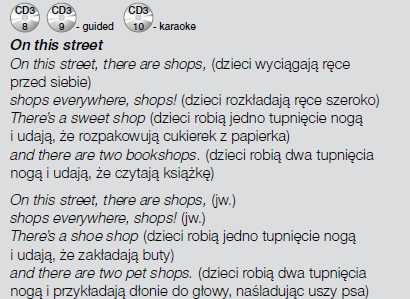 CD3 CD3 CD3
8 9 - guided 10 - karaoke
On this street
On this street, there are shops, (dzieci wyciągają ręce
przed siebie)
shops everywhere, shops! (dzieci rozkładają ręce szeroko)
There's a sweet shop (dzieci robią jedno tupnięcie nogą
i udają, że rozpakowują cukierek z papierka)
and there are two bookshops. (dzieci robią dwa tupnięcia
nogą i udają, że czytają książkę)
On this street, there are shops, (jw.)
shops everywhere, shops! (jw.)
There's a shoe shop (dzieci robią jedno tupnięcie nogą
i udają, że zakładają buty)
and there are two pet shops. (dzieci robią dwa tupnięcia
nogą i przykładają dłonie do głowy, naśladując uszy psa)